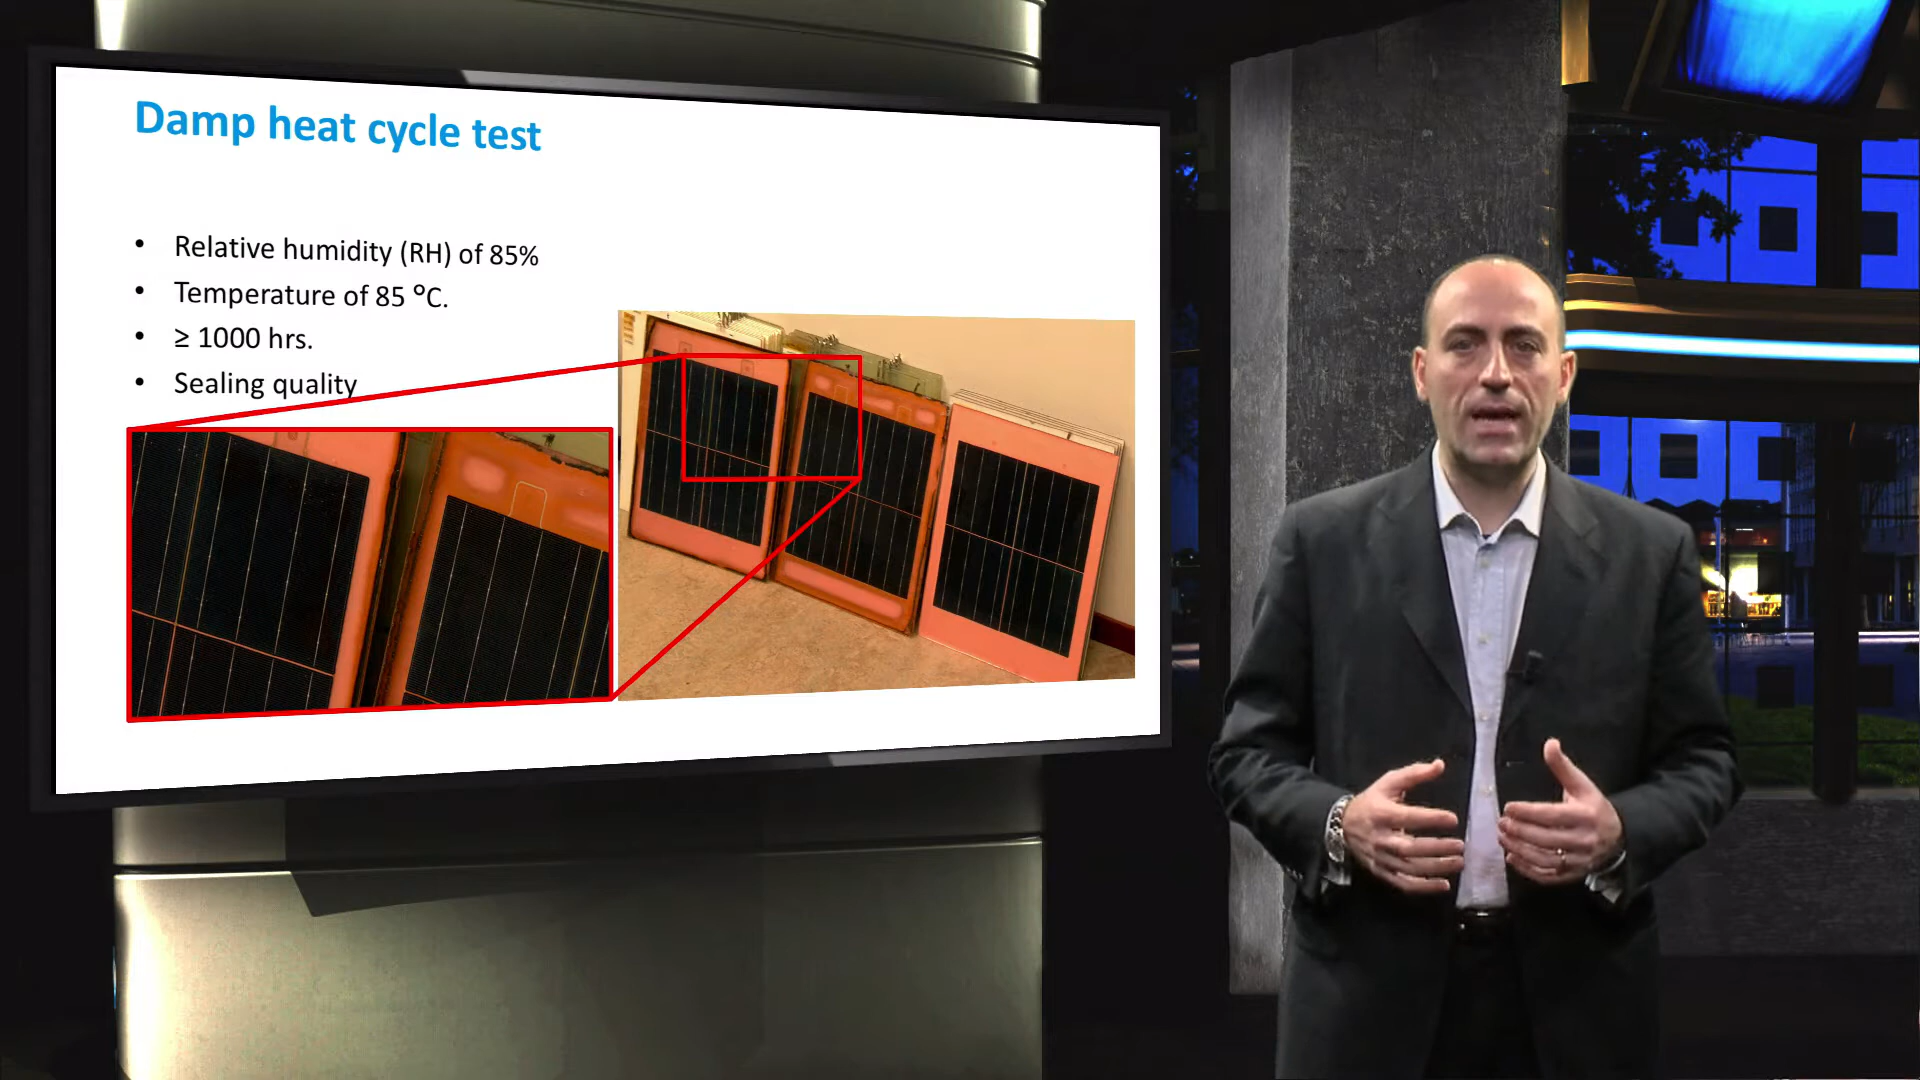 Damp heat cycle test
• Relative humidity (RH) of 85%
• Temperature of 85 °C.
• ≥ 1000 hrs.
• Sealing quality